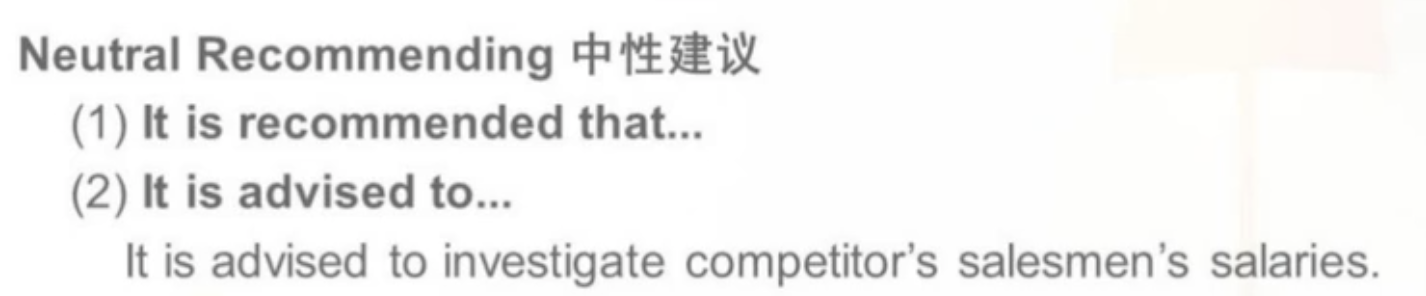 Neutral Recommending 中性建议
(1) It is recommended that...
(2) It is advised to...
It is advised to investigate competitor's salesmen's salaries.